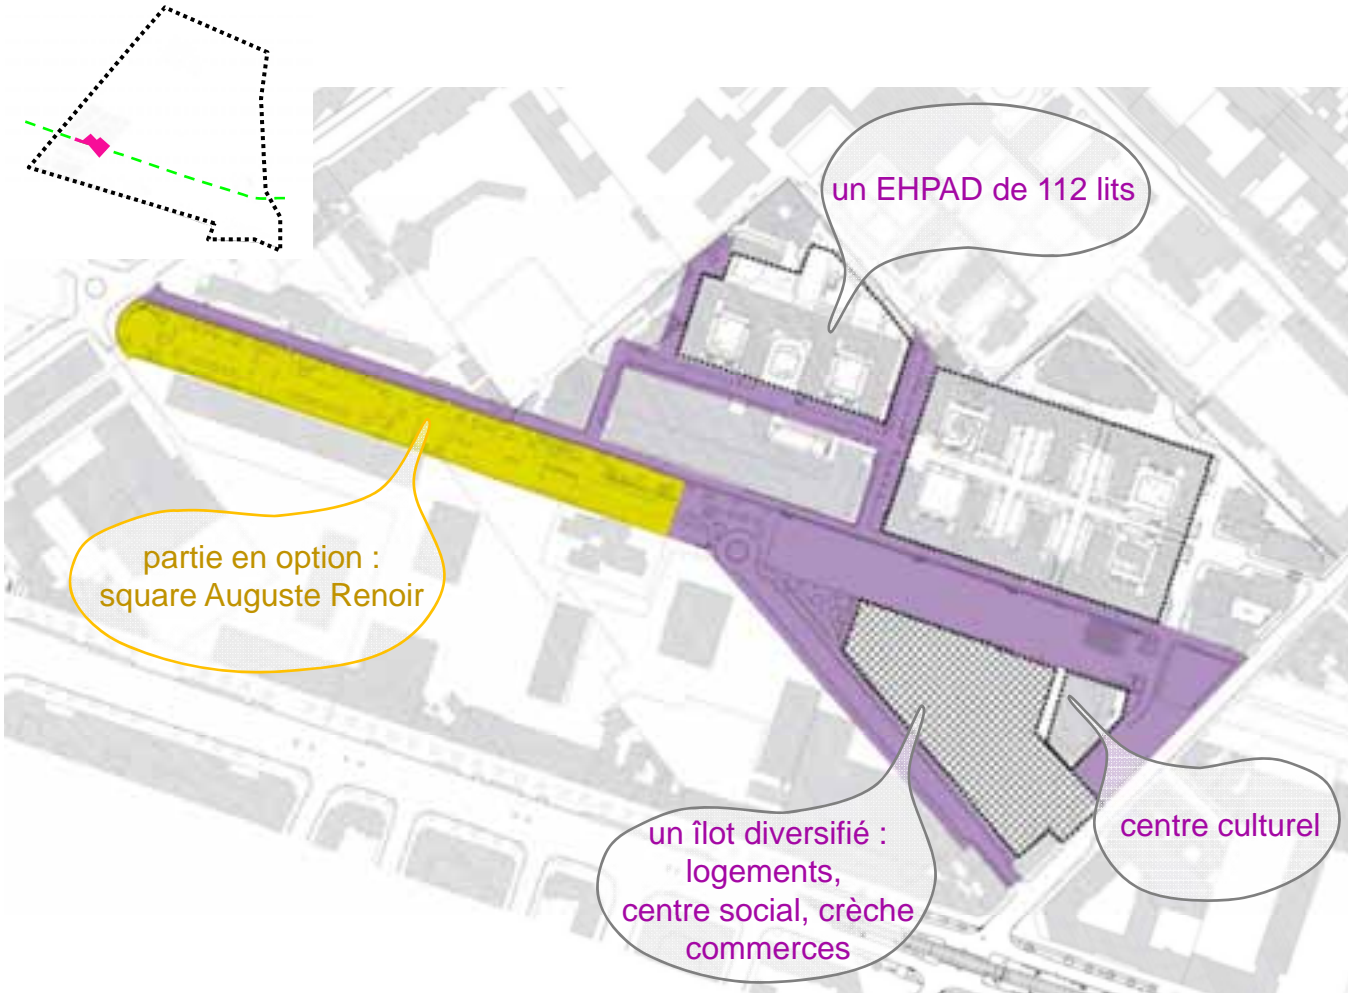 un EHPAD de 112 lits
partie en option :
square Auguste Renoir
un îlot diversifié :
logements,
centre social, crèche
commerces
centre culturel